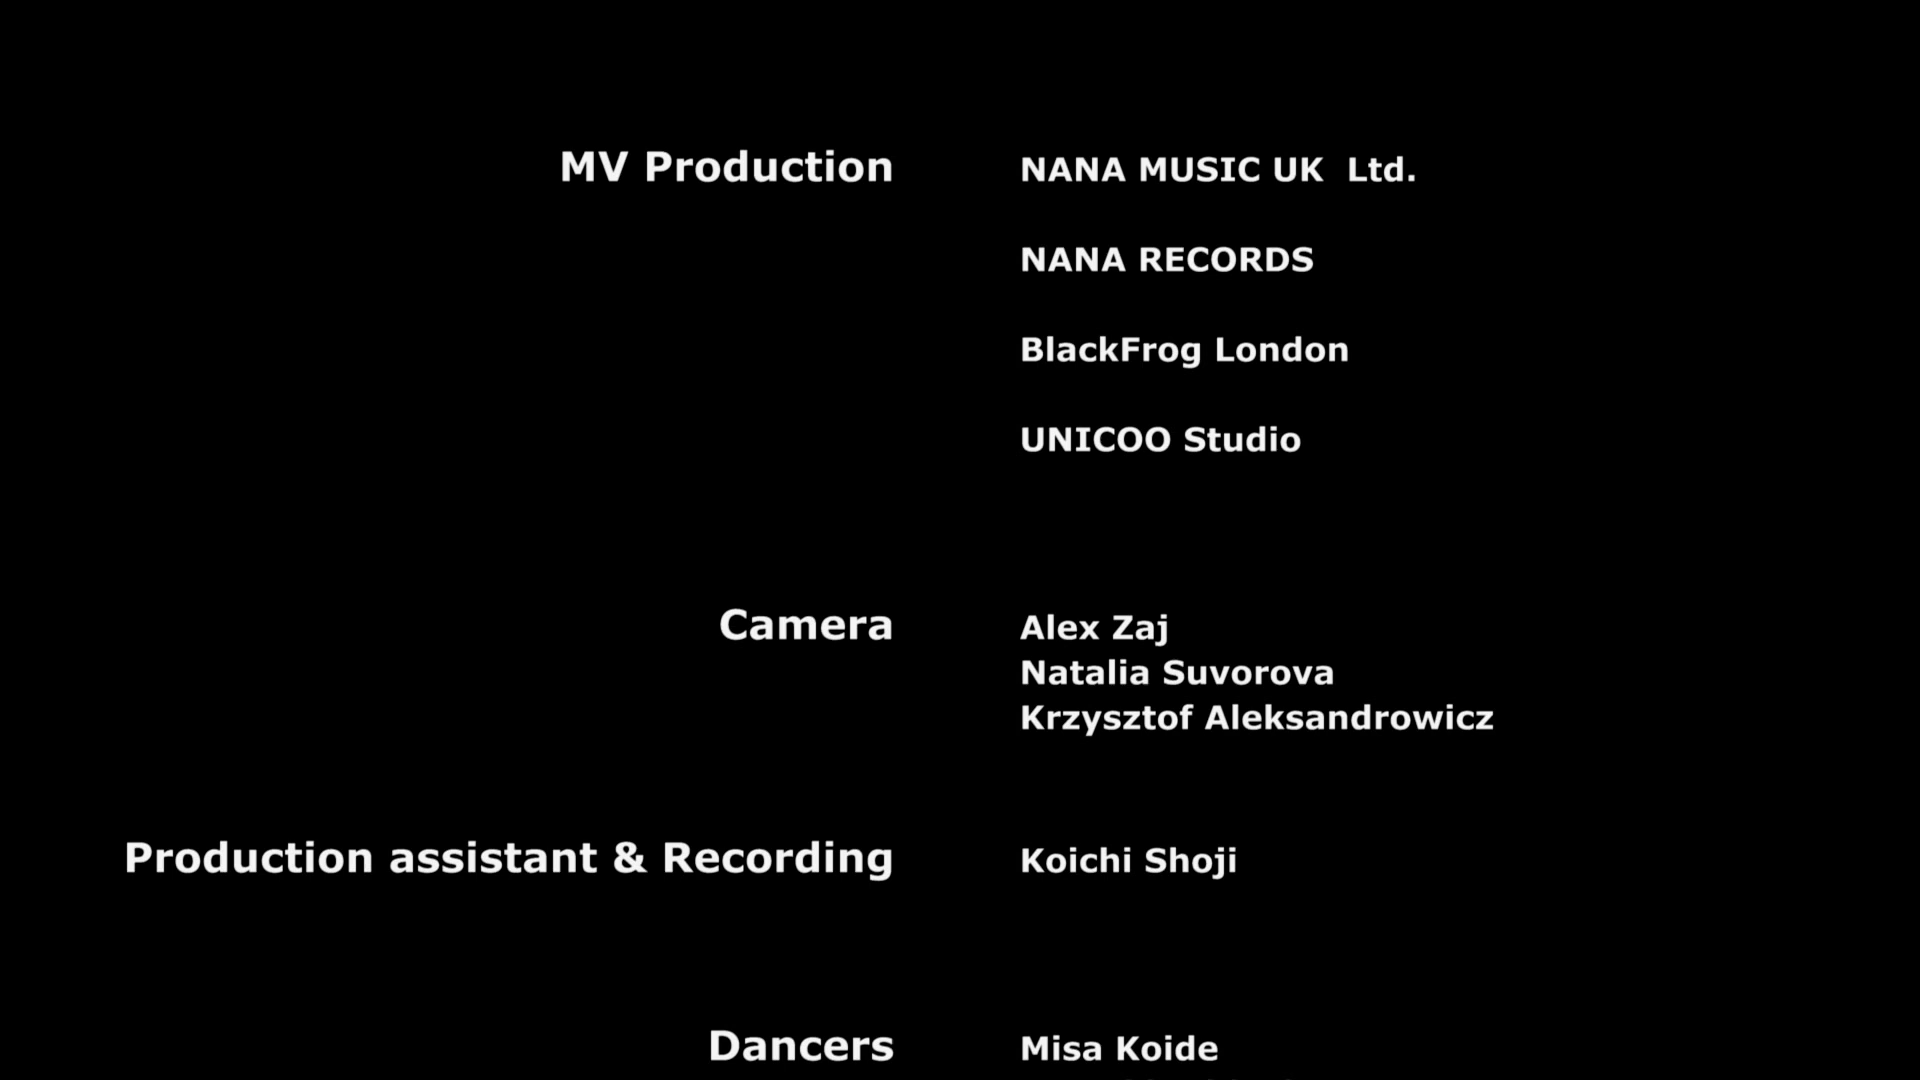 MV Production NANA MUSIC UK Ltd.
NANA RECORDS
BlackFrog London
UNICOO Studio
Camera Alex Zaj
Natalia Suvorova
Krzysztof Aleksandrowicz
Production assistant & Recording Koichi Shoji
Dancers Misa Koide